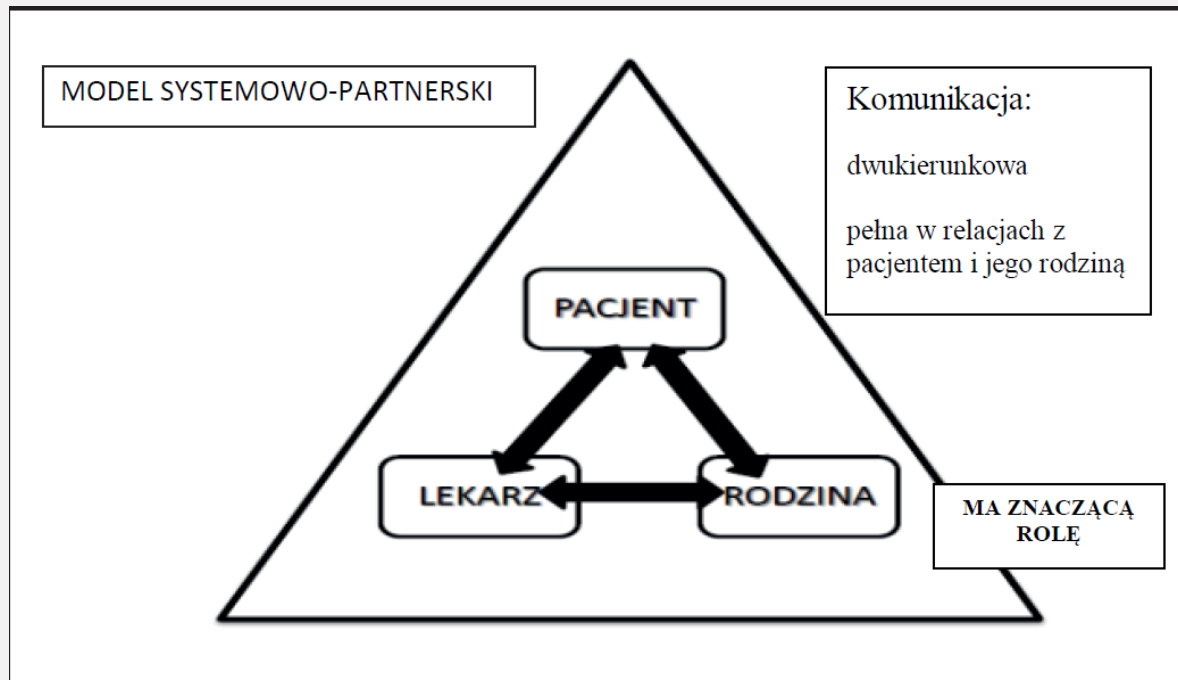 MODEL SYSTEMOWO-PARTNERSKI
Komunikacja:
dwukierunkowa
pełna w relacjach z
pacjentem i jego rodziną
PACJENT
LEKARZ
RODZINA
MA ZNACZĄCĄ
ROLĘ